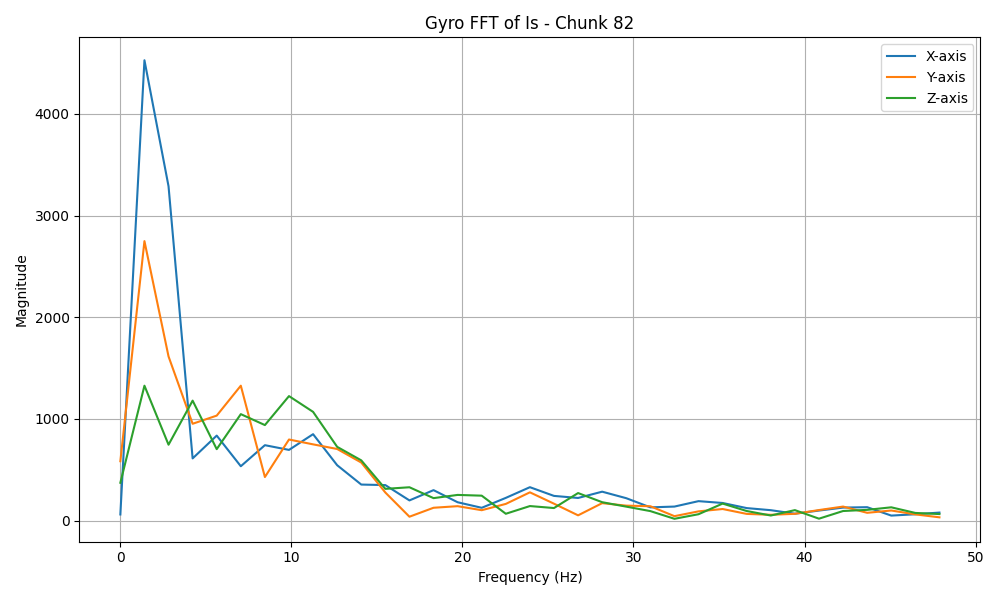 Gyro FFT of Is - Chunk 82
X-axis
Y-axis
Z-axis
Magnitude
4000
3000
2000
1000
0
0 10 20 30 40 50
Frequency (Hz)